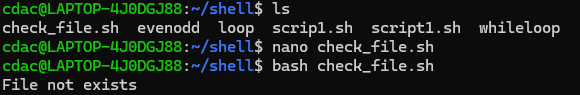 cdac@LAPTOP-4J0DGJ88:~/shell$ ls
check_file.sh  evenodd  loop  scrip1.sh  script1.sh  whileloop
cdac@LAPTOP-4J0DGJ88:~/shell$ nano check_file.sh
cdac@LAPTOP-4J0DGJ88:~/shell$ bash check_file.sh
File not exists